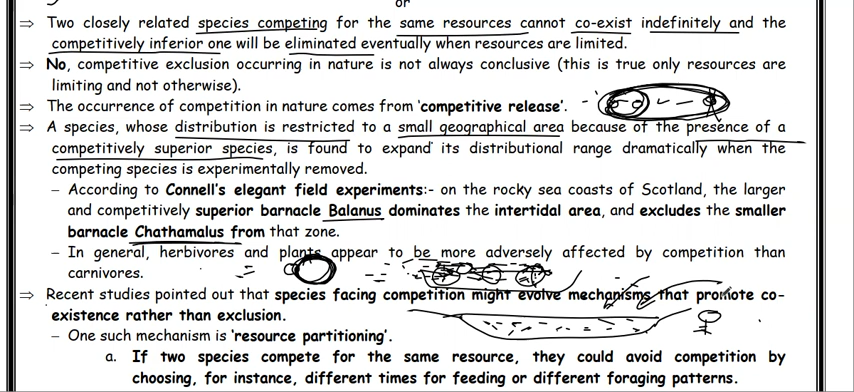 or
⇒ Two closely related species competing for the same resources cannot co-exist indefinitely and the
competitively inferior one will be eliminated eventually when resources are limited.
⇒ No, competitive exclusion occurring in nature is not always conclusive (this is true only resources are
limiting and not otherwise).
⇒ The occurrence of competition in nature comes from 'competitive release'.
⇒ A species, whose distribution is restricted to a small geographical area because of the presence of a
competitively superior species, is found to expand its distributional range dramatically when the
competing species is experimentally removed.
– According to Connell's elegant field experiments:- on the rocky sea coasts of Scotland, the larger
and competitively superior barnacle Balanus dominates the intertidal area, and excludes the smaller
barnacle Chathamalus from that zone.
– In general, herbivores and plants appear to be more adversely affected by competition than
carnivores.
⇒ Recent studies pointed out that species facing competition might evolve mechanisms that promote co-
existence rather than exclusion.
– One such mechanism is 'resource partitioning'.
a. If two species compete for the same resource, they could avoid competition by
choosing, for instance, different times for feeding or different foraging patterns.